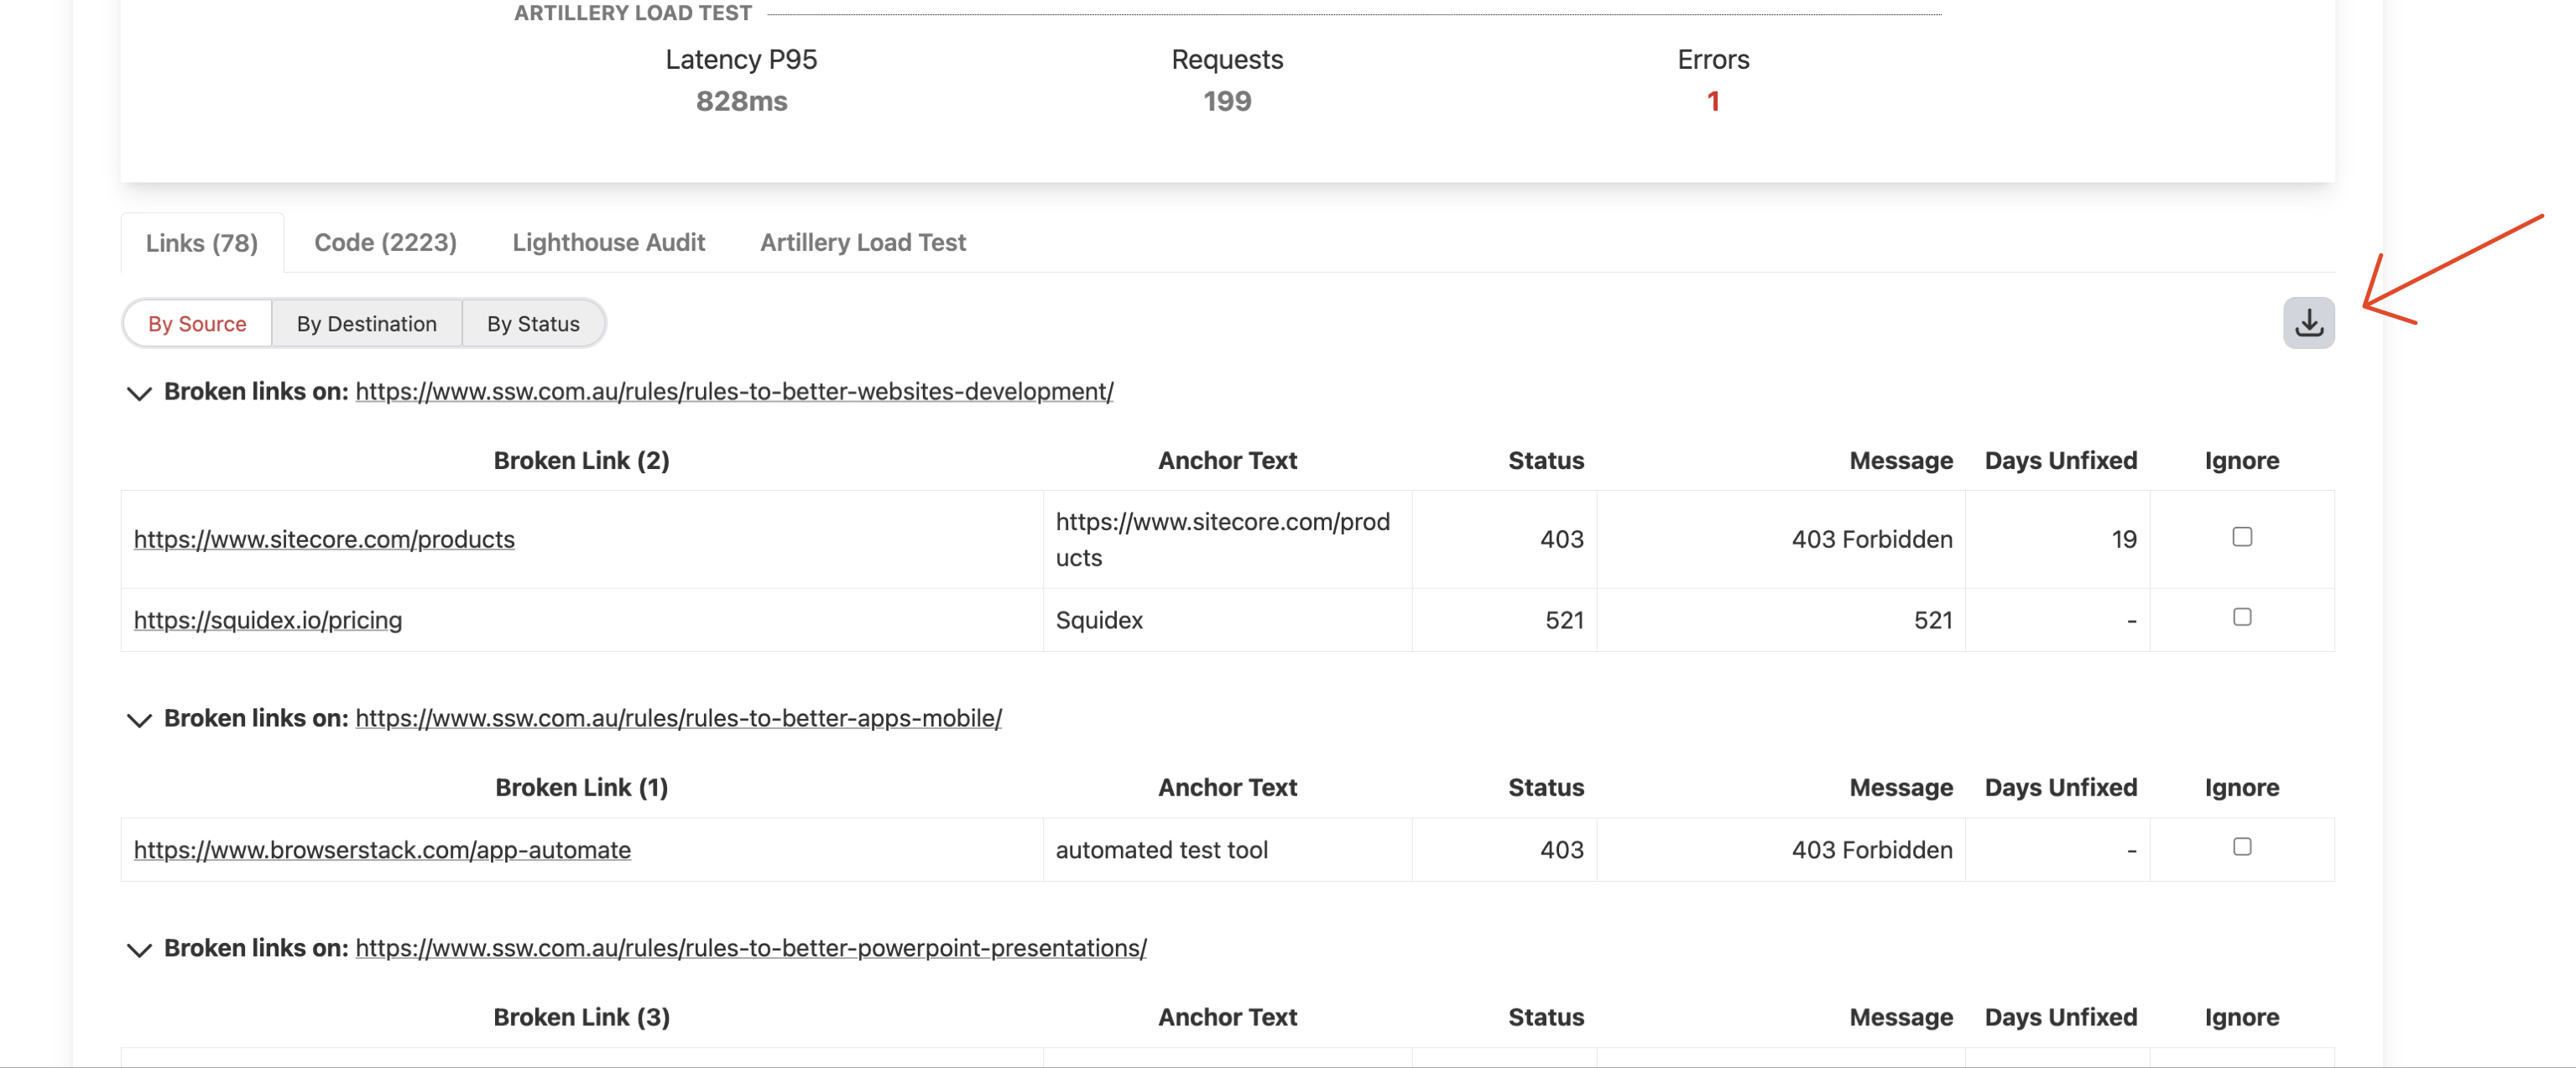 ARTILLERY LOAD TEST
Latency P95 Requests Errors
828ms 199 1
Links (78) Code (2223) Lighthouse Audit Artillery Load Test
By Source By Destination By Status
Broken links on: https://www.ssw.com.au/rules/rules-to-better-websites-development/
Broken Link (2) Anchor Text Status Message Days Unfixed Ignore
https://www.sitecore.com/products https://www.sitecore.com/prod
ucts 403 403 Forbidden 19
https://squidex.io/pricing Squidex 521 521 -
Broken links on: https://www.ssw.com.au/rules/rules-to-better-apps-mobile/
Broken Link (1) Anchor Text Status Message Days Unfixed Ignore
https://www.browserstack.com/app-automate automated test tool 403 403 Forbidden -
Broken links on: https://www.ssw.com.au/rules/rules-to-better-powerpoint-presentations/
Broken Link (3) Anchor Text Status Message Days Unfixed Ignore